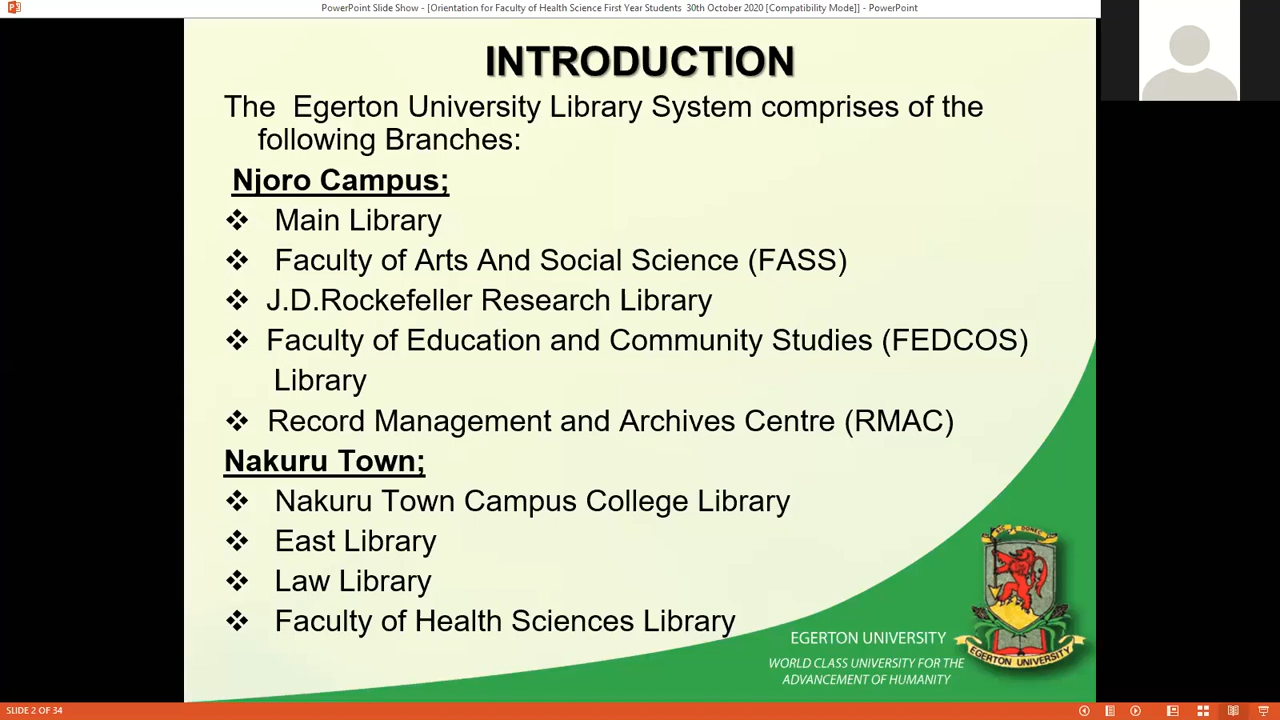 PowerPoint Slide Show - [Orientation for Faculty of Health Science First Year Students 30th October 2020 [Compatibility Mode]] - PowerPoint
INTRODUCTION
The Egerton University Library System comprises of the
following Branches:
Njoro Campus;
❖ Main Library
❖ Faculty of Arts And Social Science (FASS)
❖ J.D.Rockefeller Research Library
❖ Faculty of Education and Community Studies (FEDCOS)
Library
❖ Record Management and Archives Centre (RMAC)
Nakuru Town;
❖ Nakuru Town Campus College Library
❖ East Library
❖ Law Library
❖ Faculty of Health Sciences Library
EGERTON UNIVERSITY
WORLD CLASS UNIVERSITY FOR THE
ADVANCEMENT OF HUMANITY
SIC DONEC
EGERTON UNIVERSITY
SLIDE 2 OF 34